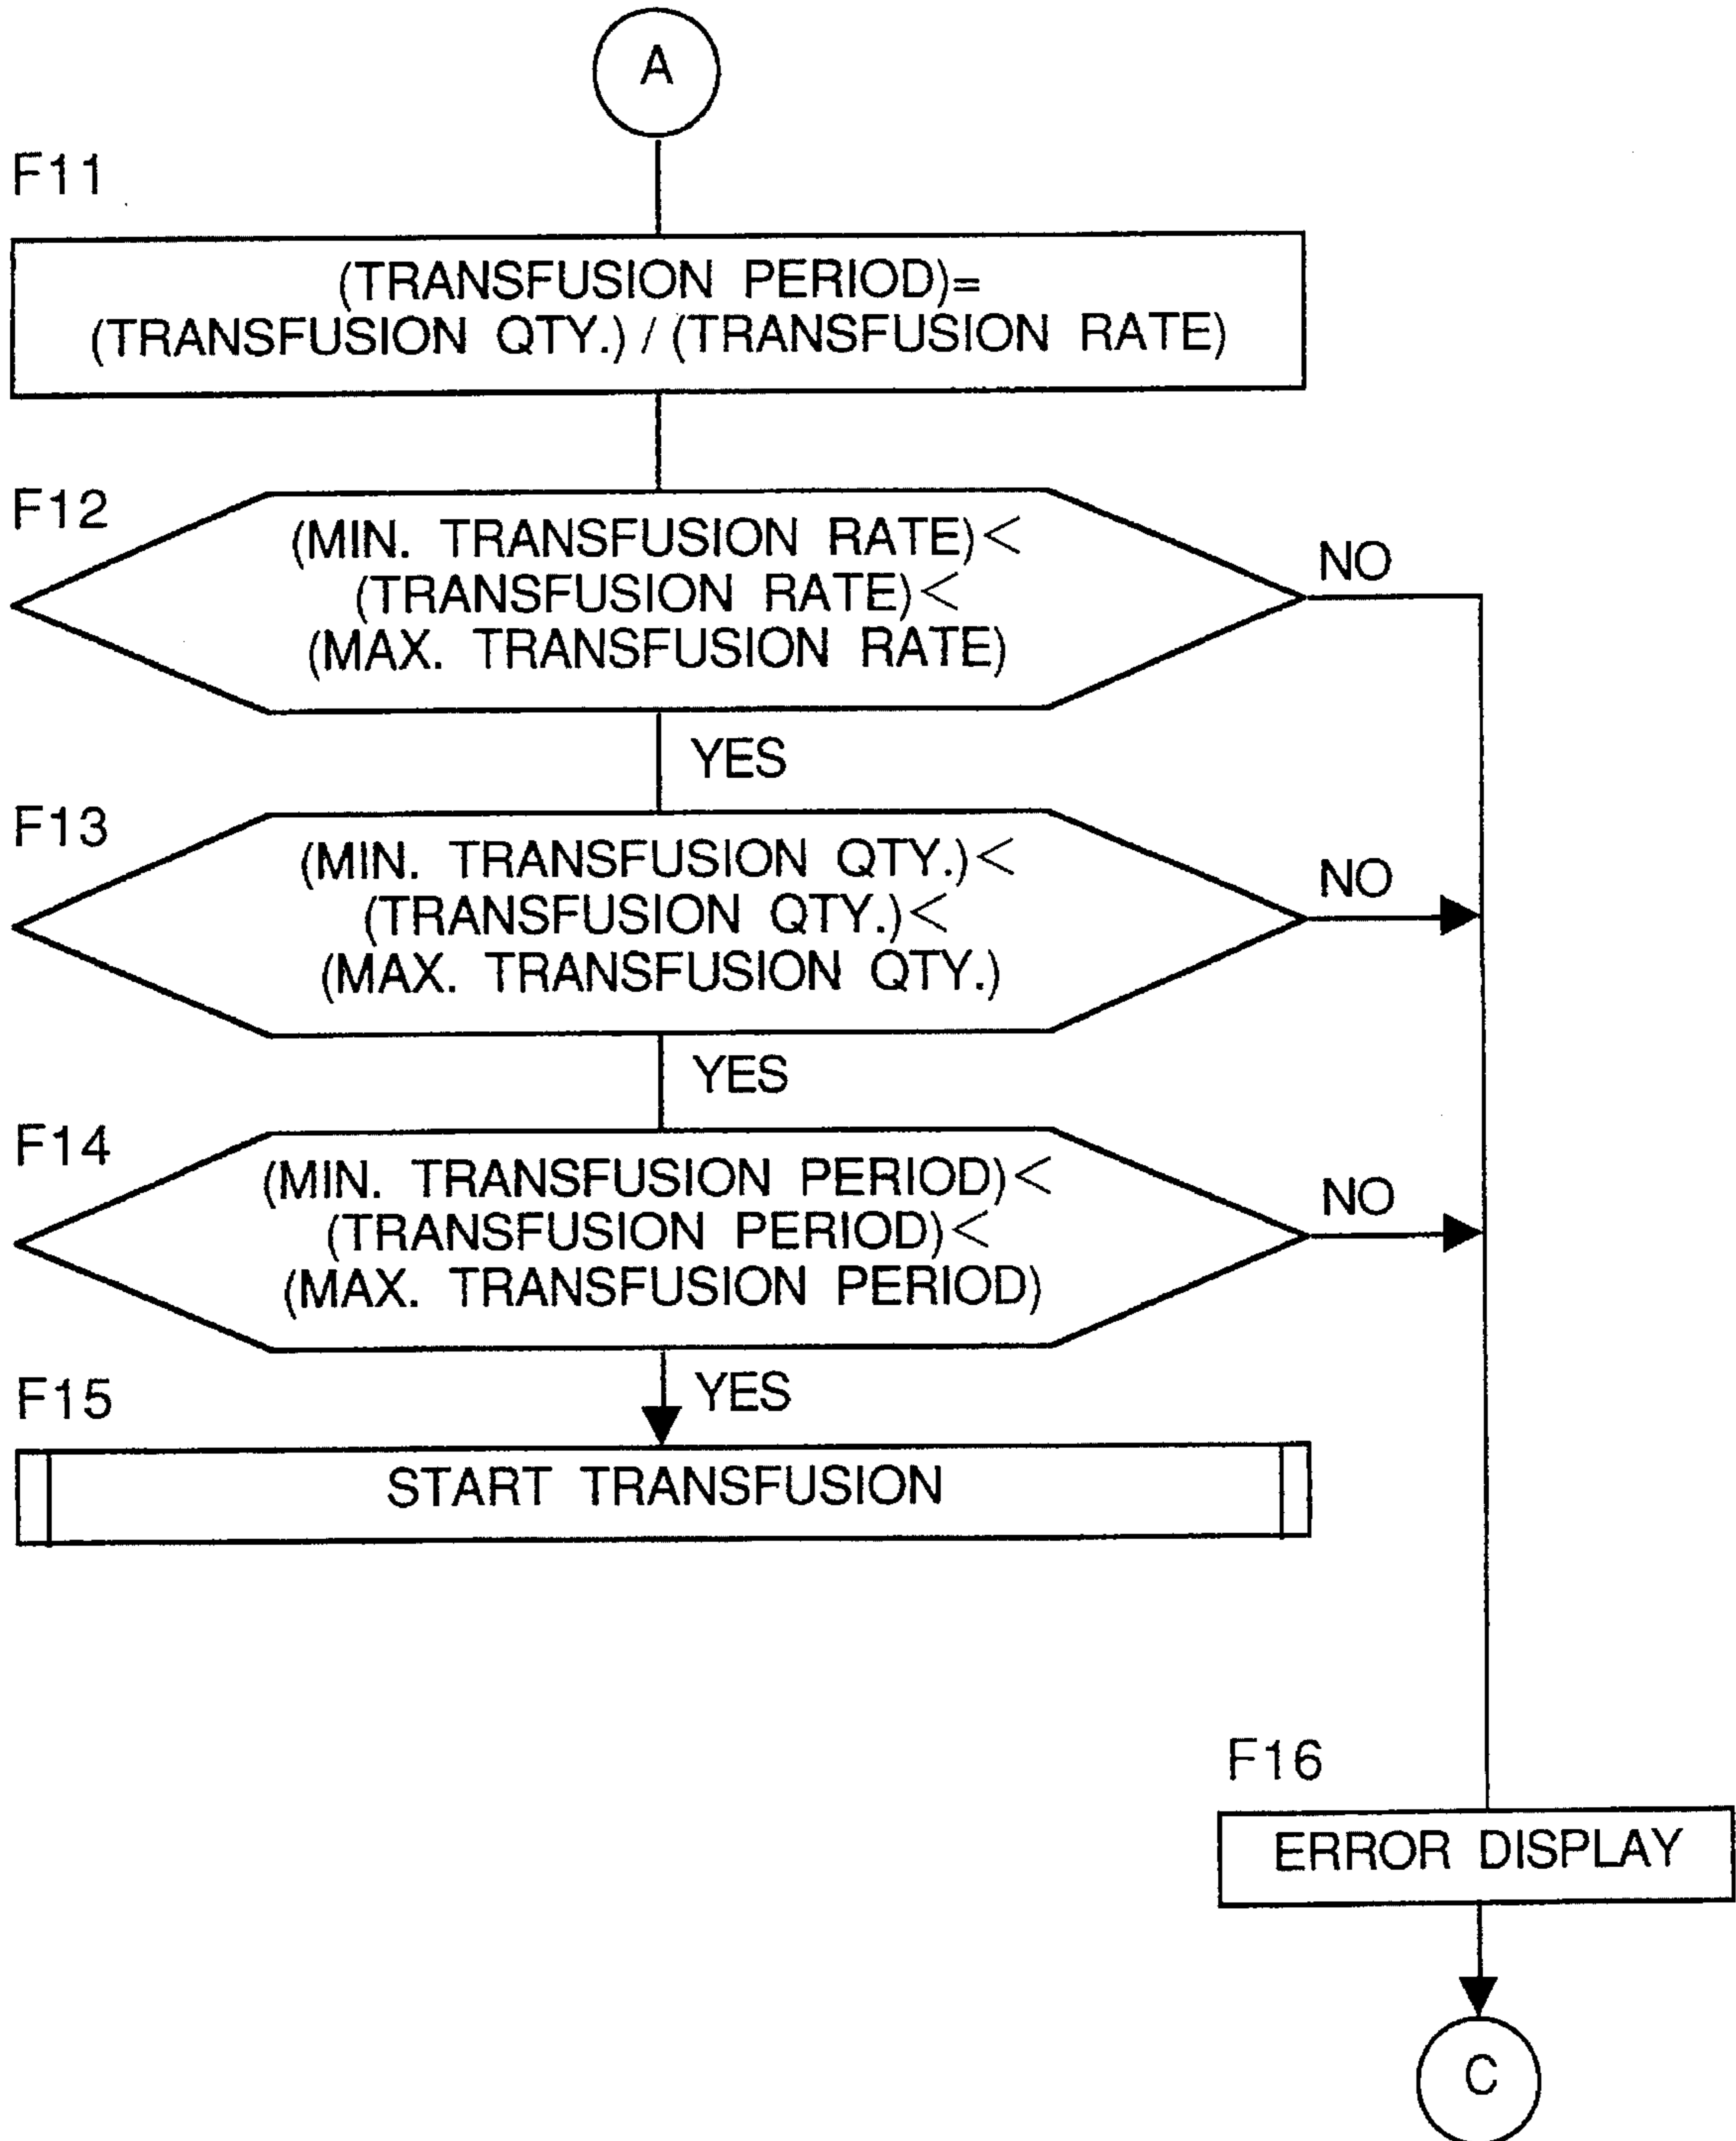 A
F11
(TRANSFUSION PERIOD)=
(TRANSFUSION QTY.) / (TRANSFUSION RATE)
F12
(MIN. TRANSFUSION RATE)<
(TRANSFUSION RATE)<
(MAX. TRANSFUSION RATE)
NO
YES
F13
(MIN. TRANSFUSION QTY.)<
(TRANSFUSION QTY.)<
(MAX. TRANSFUSION QTY.)
NO
YES
F14
(MIN. TRANSFUSION PERIOD)<
(TRANSFUSION PERIOD)<
(MAX. TRANSFUSION PERIOD)
NO
YES
F15
START TRANSFUSION
F16
ERROR DISPLAY
C